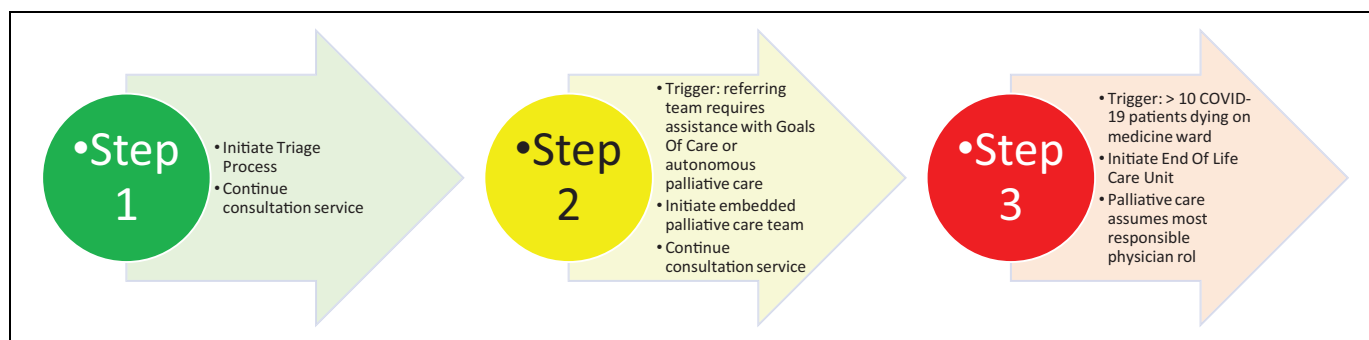 •Step
1
• Initiate Triage
Process
• Continue
consultation service
•Step
2
• Trigger: referring
team requires
assistance with Goals
Of Care or
autonomous
palliative care
• Initiate embedded
palliative care team
• Continue
consultation service
•Step
3
• Trigger: > 10 COVID-
19 patients dying on
medicine ward
• Initiate End Of Life
Care Unit
• Palliative care
assumes most
responsible
physician rol